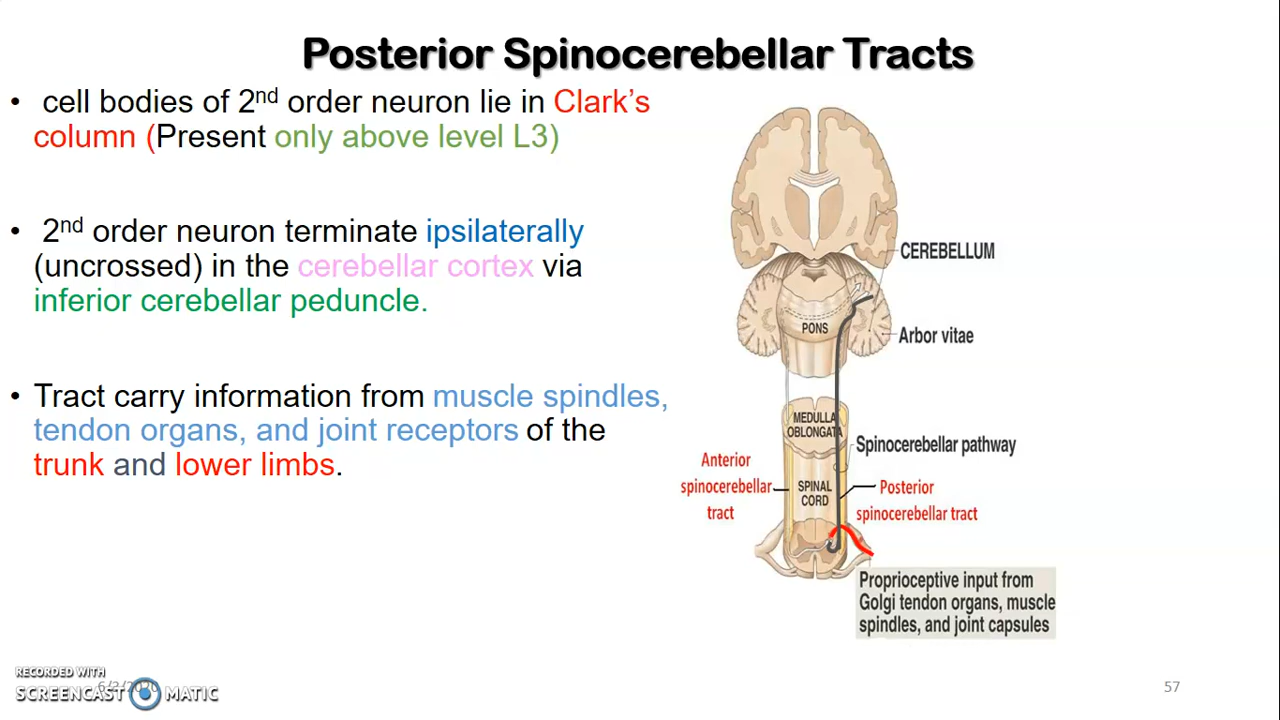 Posterior Spinocerebellar Tracts
• cell bodies of 2nd order neuron lie in Clark's
column (Present only above level L3)
• 2nd order neuron terminate ipsilaterally
(uncrossed) in the cerebellar cortex via
inferior cerebellar peduncle.
• Tract carry information from muscle spindles,
tendon organs, and joint receptors of the
trunk and lower limbs.
CEREBELLUM
PONS
Arbor vitae
MEDULLA
OBLONGATA
Spinocerebellar pathway
Anterior
spinocerebellar
tract
SPINAL
CORD
Posterior
spinocerebellar tract
Proprioceptive input from
Golgi tendon organs, muscle
spindles, and joint capsules
RECORDED WITH
SCREENCAST MATIC
57